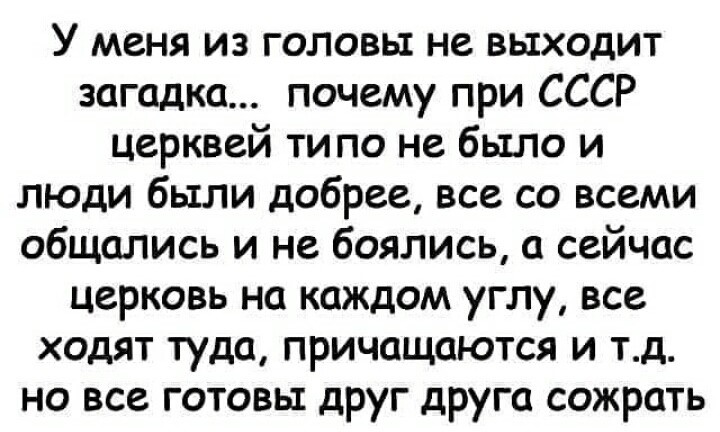 У меня из головы не выходит
загадка... почему при СССР
церквей типо не было и
люди были добрее, все со всеми
общались и не боялись, а сейчас
церковь на каждом углу, все
ходят туда, причащаются и т.д.
но все готовы друг друга сожрать